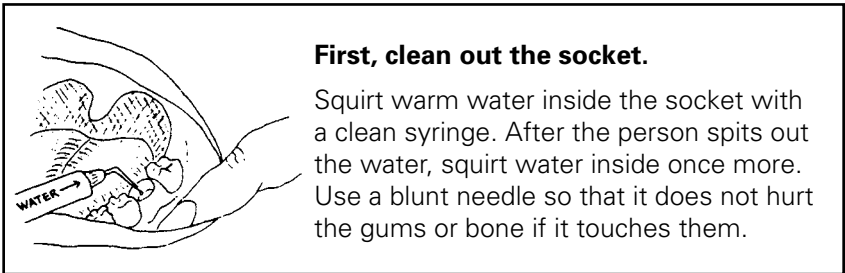 First, clean out the socket.
Squirt warm water inside the socket with
a clean syringe. After the person spits out
the water, squirt water inside once more.
Use a blunt needle so that it does not hurt
the gums or bone if it touches them.
WATER